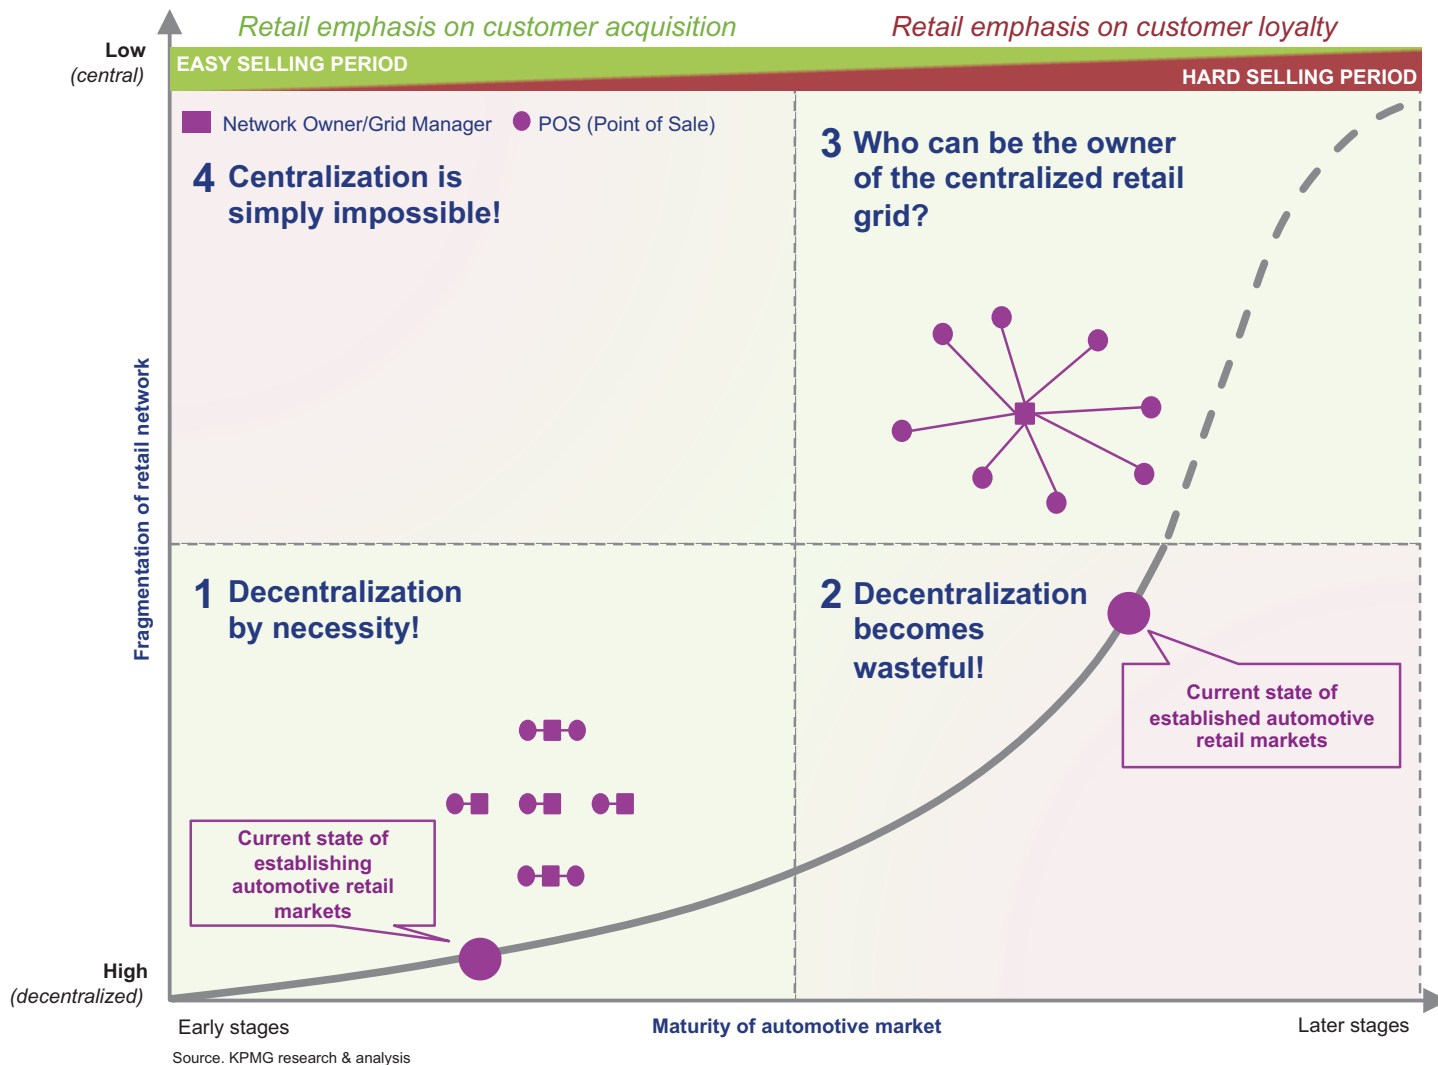 Retail emphasis on customer acquisition
Retail emphasis on customer loyalty
Low
(central)
EASY SELLING PERIOD
HARD SELLING PERIOD
Network Owner/Grid Manager
POS (Point of Sale)
4 Centralization is
simply impossible!
3 Who can be the owner
of the centralized retail
grid?
Fragmentation of retail network
1 Decentralization
by necessity!
2 Decentralization
becomes
wasteful!
Current state of
established automotive
retail markets
Current state of
establishing
automotive retail
markets
High
(decentralized)
Early stages
Maturity of automotive market
Later stages
Source. KPMG research & analysis